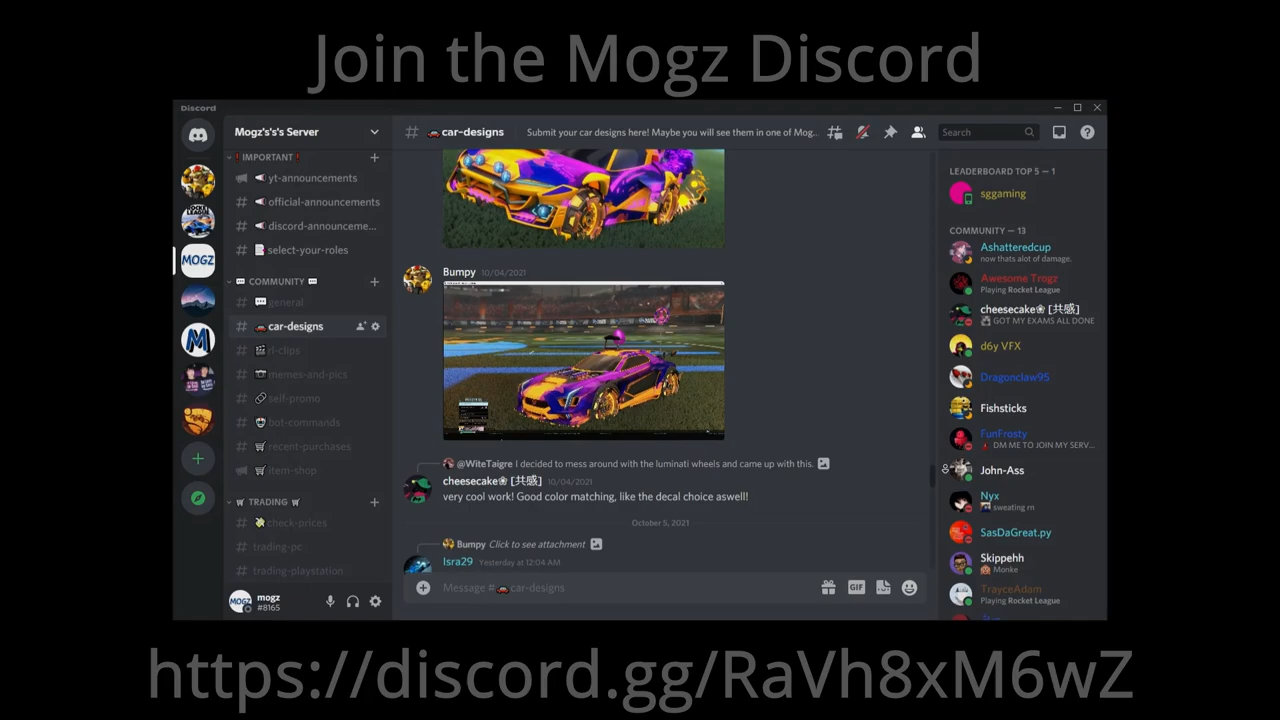 Join the Mogz Discord
Discord
Mogz's's's Server
# car-designs Submit your car designs here! Maybe you will see them in one of Mog...
Search
IMPORTANT
yt-announcements
official-announcements
discord-announceme...
select-your-roles
COMMUNITY
general
car-designs
rl-clips
memes-and-pics
self-promo
bot-commands
recent-purchases
item-shop
TRADING
check-prices
trading-pc
trading-playstation
mogz
#8165
MOGZ
Bumpy 10/04/2021
@WiteTaigre I decided to mess around with the luminati wheels and came up with this.
cheesecake❀ [共感] 10/04/2021
very cool work! Good color matching, like the decal choice aswell!
October 5, 2021
Bumpy Click to see attachment
Isra29 Yesterday at 12:04 AM
Message # car-designs
GIF
LEADERBOARD TOP 5 — 1
sggaming
COMMUNITY — 13
Ashatteredcup
now thats alot of damage.
Awesome Trogz
Playing Rocket League
cheesecake❀ [共感]
GOT MY EXAMS ALL DONE
d6y VFX
Dragonclaw95
Fishsticks
FunFrosty
DM ME TO JOIN MY SERV...
John-Ass
Nyx
sweating rn
SasDaGreat.py
Skippehh
Monke
TrayceAdam
Playing Rocket League
https://discord.gg/RaVh8xM6wZ